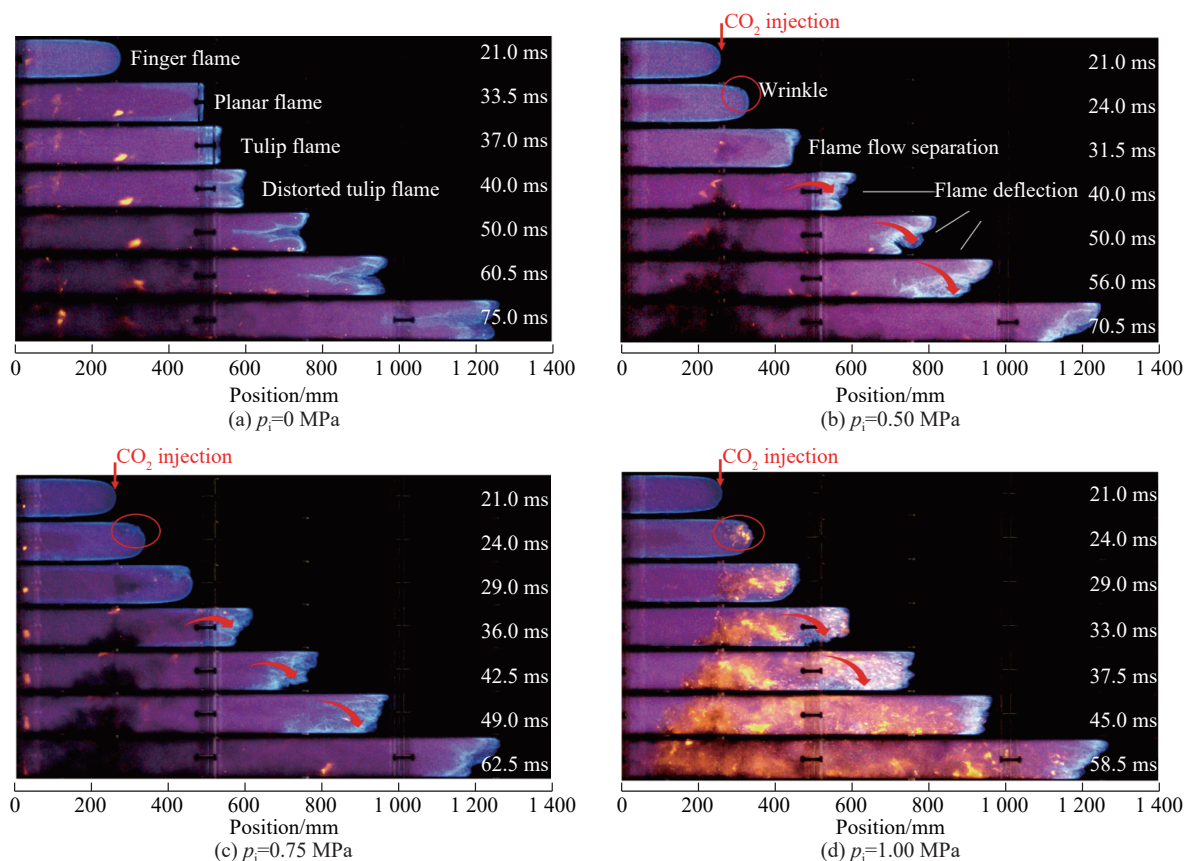 Finger flame 21.0 ms
Planar flame 33.5 ms
Tulip flame 37.0 ms
Distorted tulip flame 40.0 ms
50.0 ms
60.5 ms
75.0 ms
0 200 400 600 800 1 000 1 200 1 400
Position/mm
(a) pᵢ=0 MPa
CO₂ injection
21.0 ms
Wrinkle 24.0 ms
Flame flow separation 31.5 ms
Flame deflection 40.0 ms
50.0 ms
56.0 ms
70.5 ms
0 200 400 600 800 1 000 1 200 1 400
Position/mm
(b) pᵢ=0.50 MPa
CO₂ injection
21.0 ms
24.0 ms
29.0 ms
36.0 ms
42.5 ms
49.0 ms
62.5 ms
0 200 400 600 800 1 000 1 200 1 400
Position/mm
(c) pᵢ=0.75 MPa
CO₂ injection
21.0 ms
24.0 ms
29.0 ms
33.0 ms
37.5 ms
45.0 ms
58.5 ms
0 200 400 600 800 1 000 1 200 1 400
Position/mm
(d) pᵢ=1.00 MPa